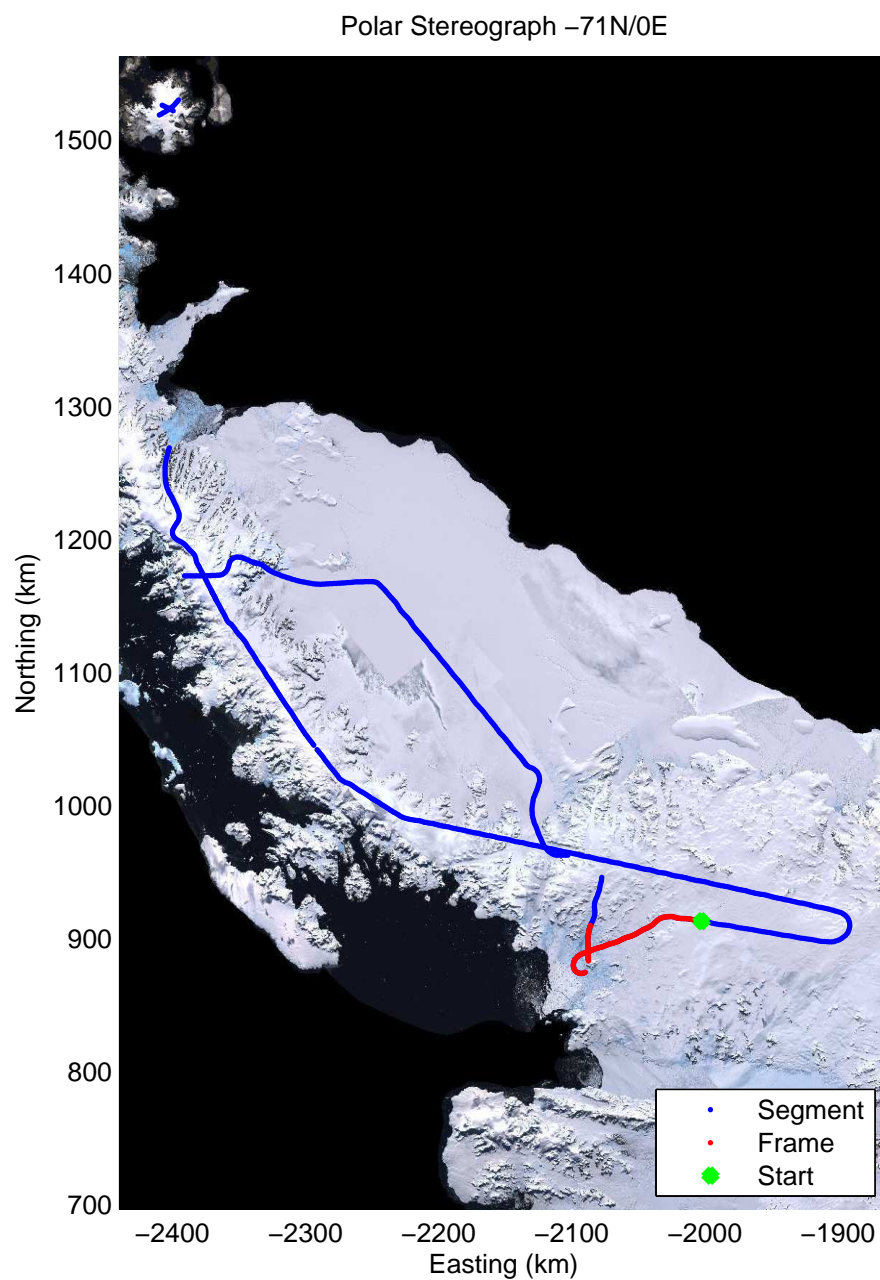 Polar Stereograph −71N/0E
1500
1400
1300
1200
1100
1000
900
800
700
Northing (km)
−2400 −2300 −2200 −2100 −2000 −1900
Easting (km)
Segment
Frame
Start